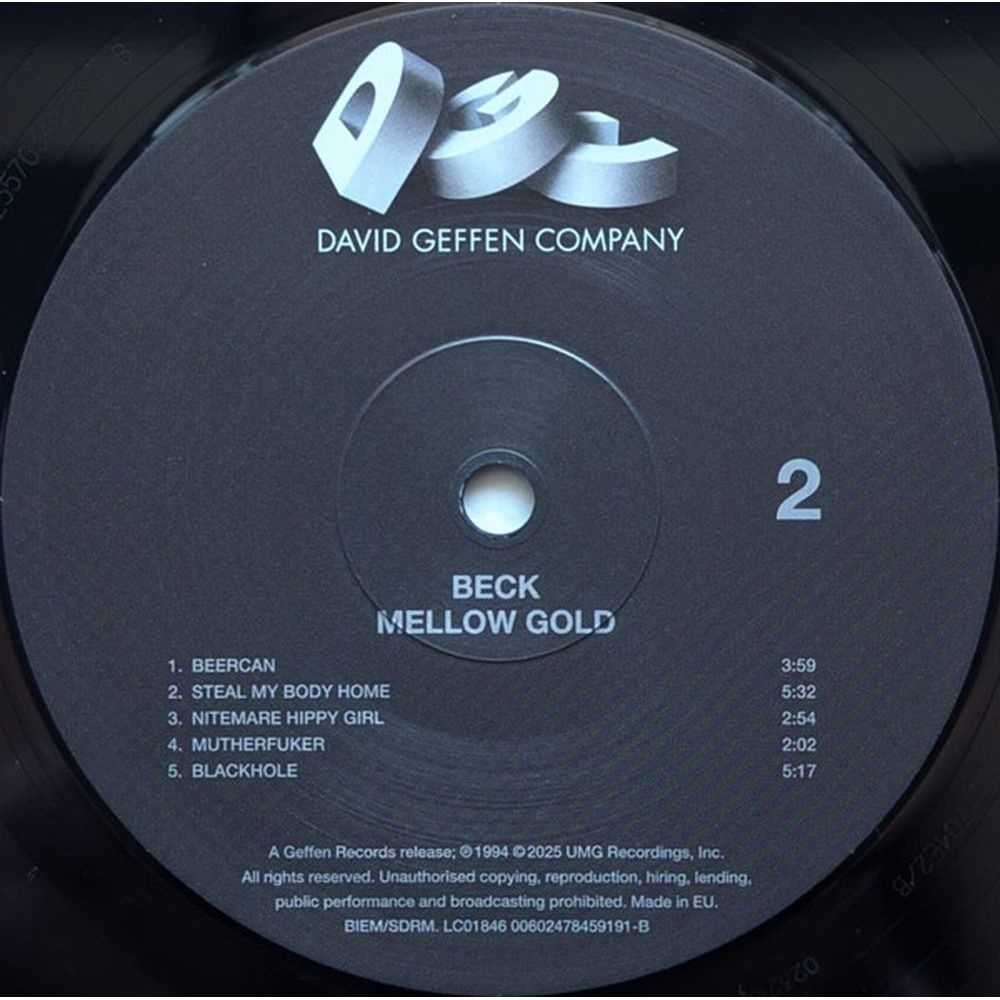 DGC
DAVID GEFFEN COMPANY
2
BECK
MELLOW GOLD
1. BEERCAN 3:59
2. STEAL MY BODY HOME 5:32
3. NITEMARE HIPPY GIRL 2:54
4. MUTHERFUKER 2:02
5. BLACKHOLE 5:17
A Geffen Records release; ℗1994 ©2025 UMG Recordings, Inc.
All rights reserved. Unauthorised copying, reproduction, hiring, lending,
public performance and broadcasting prohibited. Made in EU.
BIEM/SDRM. LC01846 00602478459191-B